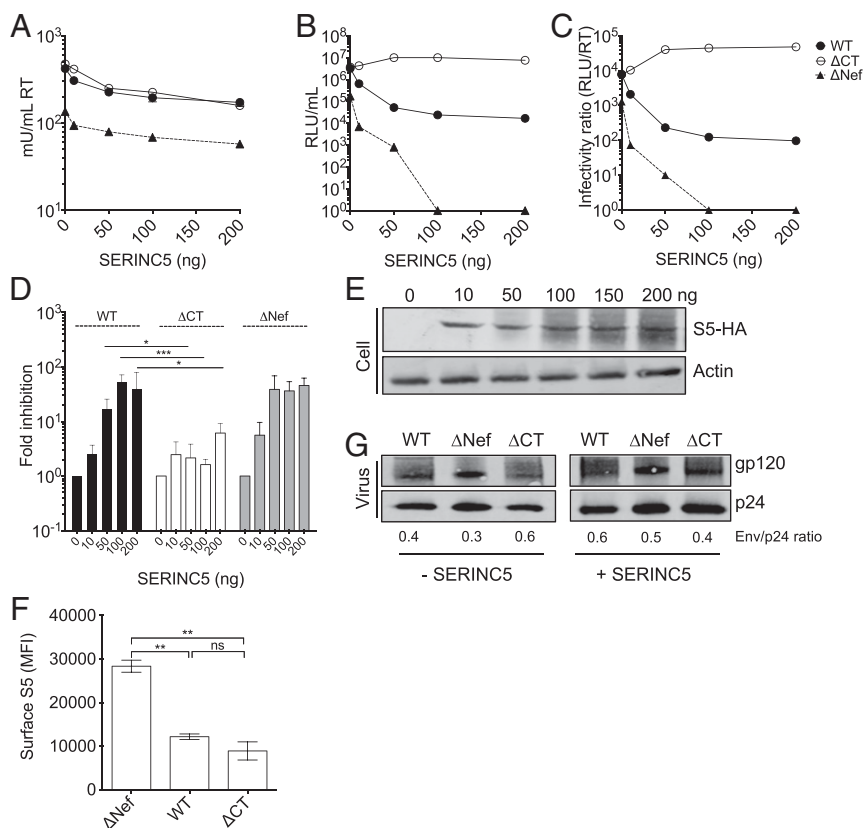 A
mU/mL RT
10³
10²
10¹
0 50 100 150 200
SERINC5 (ng)
B
RLU/mL
10⁸
10⁷
10⁶
10⁵
10⁴
10³
10²
10¹
10⁰
0 50 100 150 200
SERINC5 (ng)
C
Infectivity ratio (RLU/RT)
10⁵
10⁴
10³
10²
10¹
10⁰
0 50 100 150 200
SERINC5 (ng)
WT
ΔCT
ΔNef
D
Fold inhibition
10³
10²
10¹
10⁰
10⁻¹
WT ΔCT ΔNef
*
***
*
0 10 50 100 200 0 10 50 100 200 0 10 50 100 200
SERINC5 (ng)
E
0 10 50 100 150 200 ng
Cell
S5-HA
Actin
G
WT ΔNef ΔCT WT ΔNef ΔCT
Virus
gp120
p24
0.4 0.3 0.6 0.6 0.5 0.4 Env/p24 ratio
- SERINC5 + SERINC5
F
Surface S5 (MFI)
40000
30000
20000
10000
0
**
** ns
ΔNef WT ΔCT